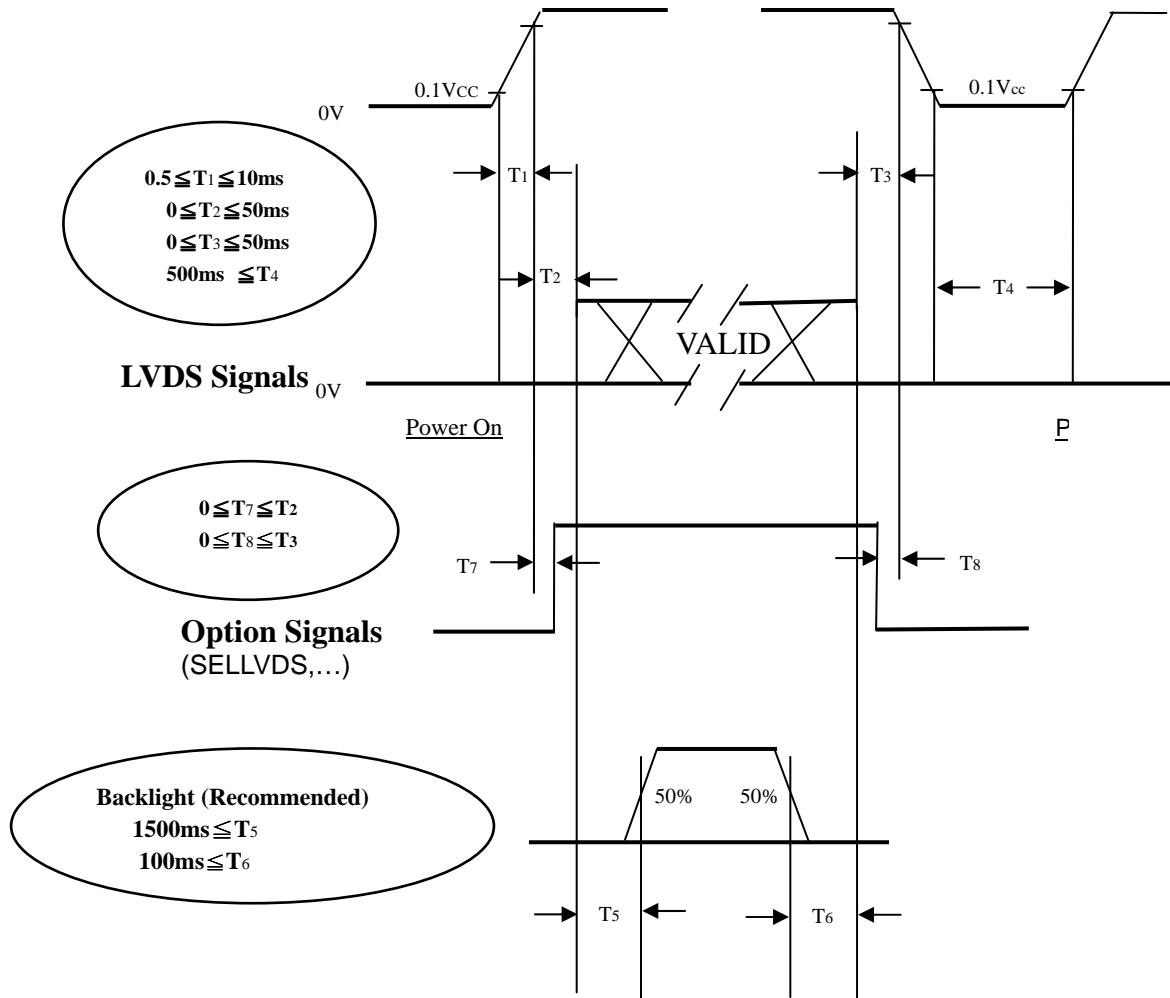 0.1VCC
0.1Vcc
0V
0.5≦T1≦10ms
0≦T2≦50ms
0≦T3≦50ms
500ms ≦T4
T1
T3
T2
T4
VALID
LVDS Signals 0V
Power On
P
0≦T7≦T2
0≦T8≦T3
T7
T8
Option Signals
(SELLVDS,…)
Backlight (Recommended)
1500ms≦T5
100ms≦T6
50%
50%
T5
T6